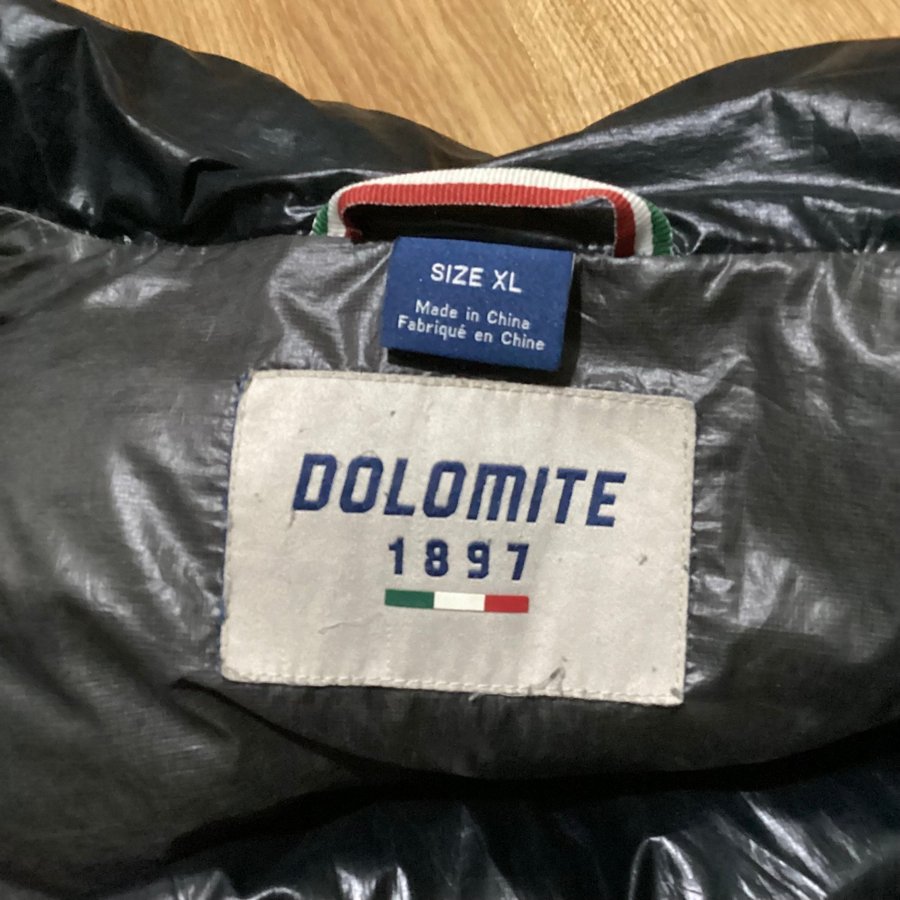 SIZE XL
Made in China
Fabriqué en Chine
DOLOMITE
1897